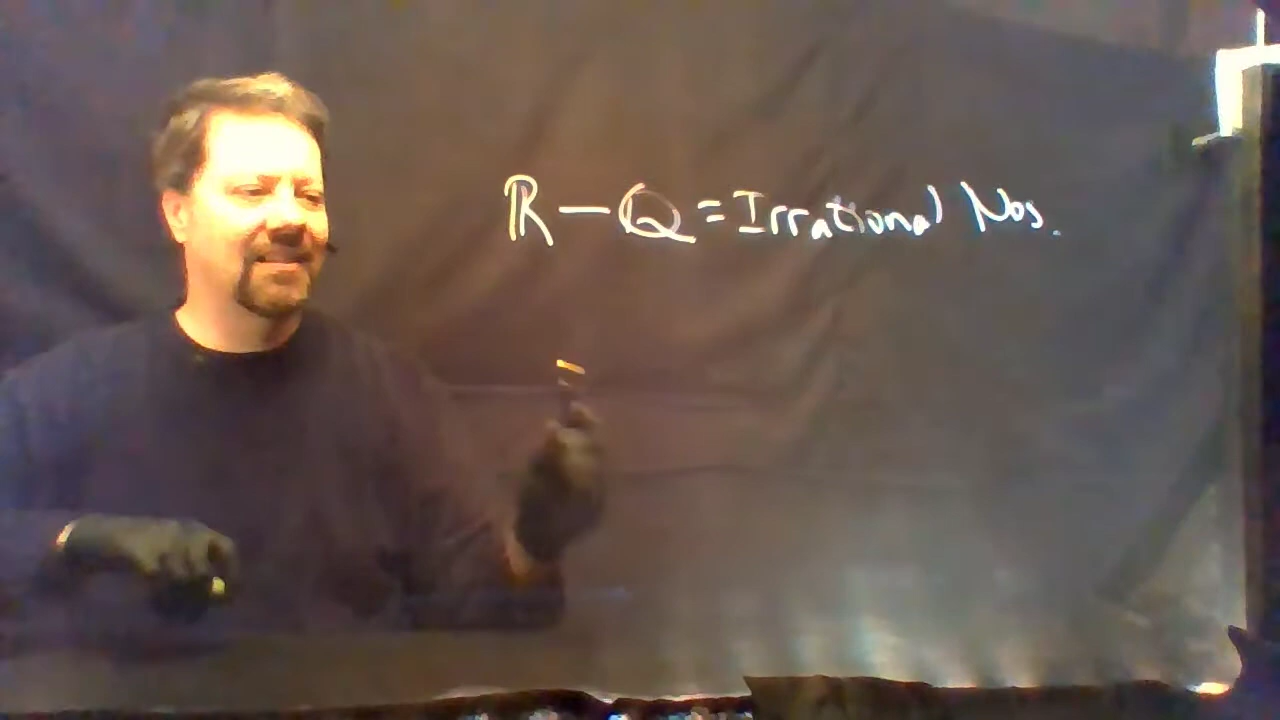 ℝ − ℚ = Irrational Nos.